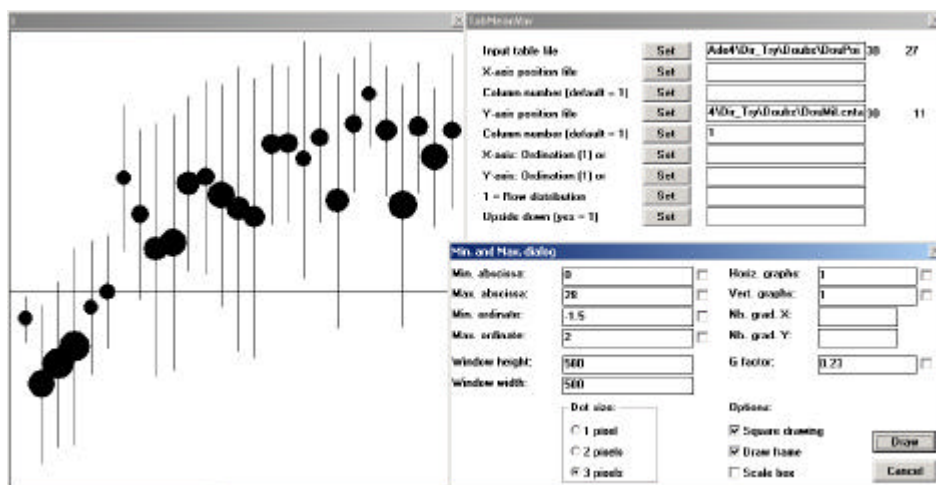 TabMeanVar
Input table file Set Ade4\Dir_Try\Doubs\DouPoi 30 27
X-axis position file Set
Column number (default = 1) Set
Y-axis position file Set 4\Dir_Try\Doubs\DouMil.cnta 30 11
Column number (default = 1) Set 1
X-axis: Ordination (1) or Set
Y-axis: Ordination (1) or Set
1 = Row distribution Set
Upside down (yes = 1) Set
Min. and Max. dialog
Min. abscissa: 0 Horiz. graphs: 1
Max. abscissa: 28 Vert. graphs: 1
Min. ordinate: -1.5 Nb. grad. X:
Max. ordinate: 2 Nb. grad. Y:
Window height: 500 G factor: 0.23
Window width: 500
Dot size: Options:
1 pixel Square drawing
2 pixels Draw frame Draw
3 pixels Scale box Cancel